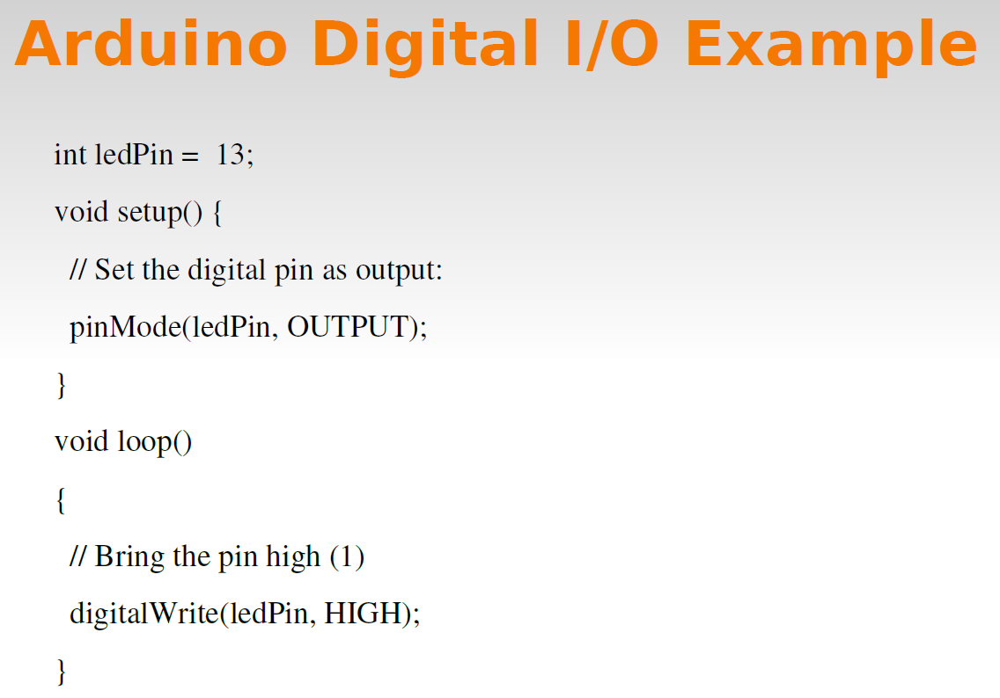 Arduino Digital I/O Example
int ledPin =  13;
void setup() {
  // Set the digital pin as output:
  pinMode(ledPin, OUTPUT);
}
void loop()
{
  // Bring the pin high (1)
  digitalWrite(ledPin, HIGH);
}